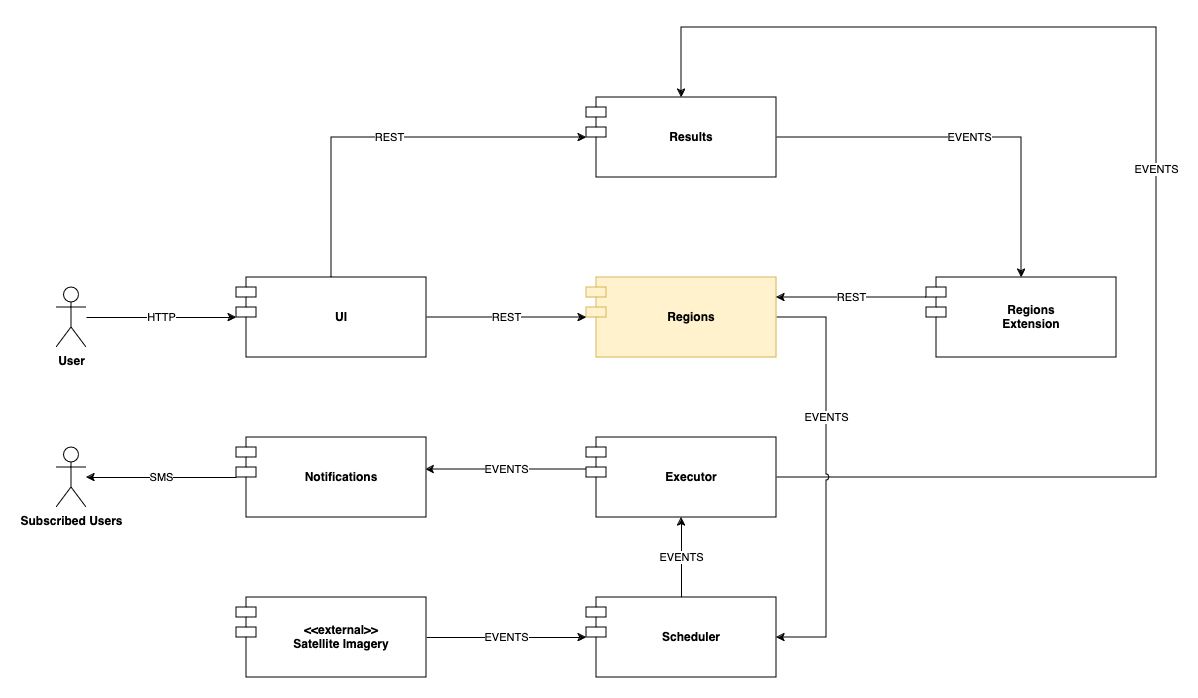 EVENTS
REST
Results
EVENTS
User
HTTP
UI
REST
Regions
REST
Regions
Extension
EVENTS
Subscribed Users
SMS
Notifications
EVENTS
Executor
EVENTS
<<external>>
Satellite Imagery
EVENTS
Scheduler